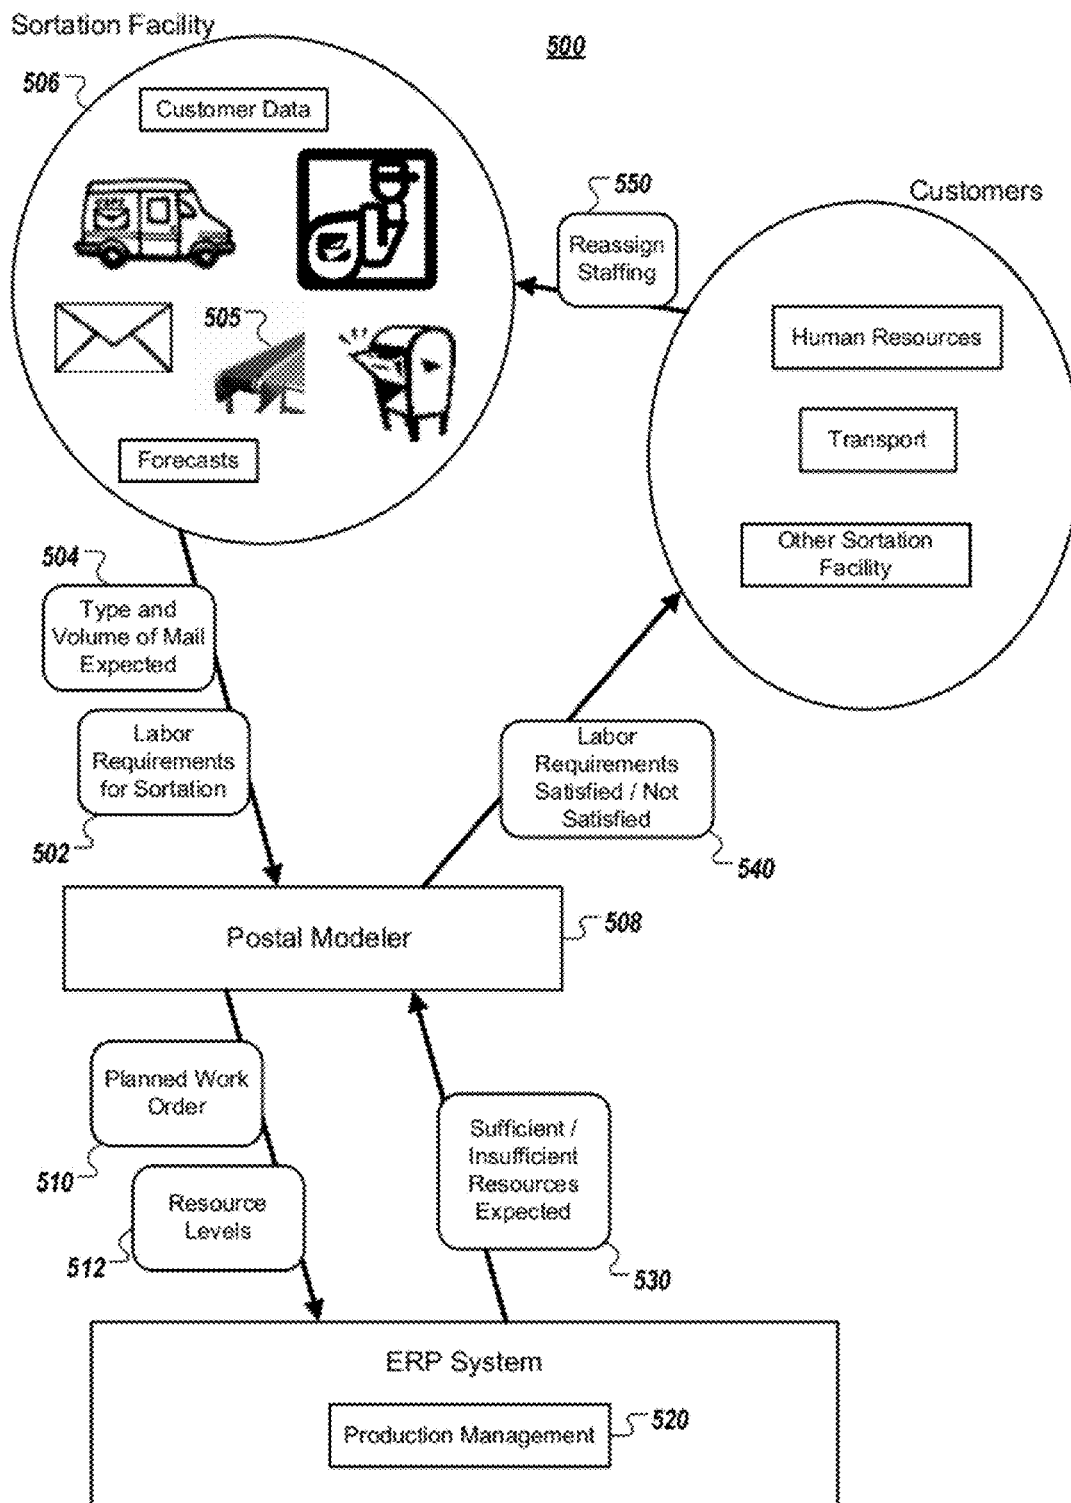 Sortation Facility
500
506
Customer Data
550
Customers
Reassign
Staffing
505
Human Resources
Transport
Forecasts
Other Sortation
Facility
504
Type and
Volume of Mail
Expected
Labor
Requirements
for Sortation
502
Labor
Requirements
Satisfied / Not
Satisfied
540
Postal Modeler
508
Planned Work
Order
510
Sufficient /
Insufficient
Resources
Expected
Resource
Levels
512
530
ERP System
Production Management
520